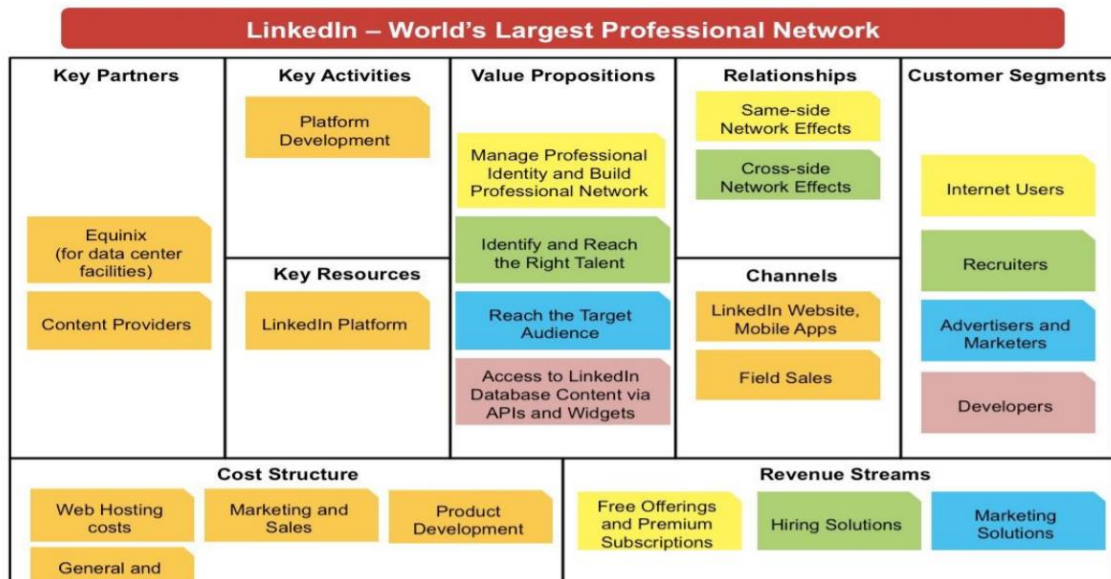 LinkedIn – World's Largest Professional Network
Key Partners
Equinix
(for data center
facilities)
Content Providers
Key Activities
Platform
Development
Key Resources
LinkedIn Platform
Value Propositions
Manage Professional
Identity and Build
Professional Network
Identify and Reach
the Right Talent
Reach the Target
Audience
Access to LinkedIn
Database Content via
APIs and Widgets
Relationships
Same-side
Network Effects
Cross-side
Network Effects
Channels
LinkedIn Website,
Mobile Apps
Field Sales
Customer Segments
Internet Users
Recruiters
Advertisers and
Marketers
Developers
Cost Structure
Web Hosting
costs
Marketing and
Sales
Product
Development
General and
Revenue Streams
Free Offerings
and Premium
Subscriptions
Hiring Solutions
Marketing
Solutions